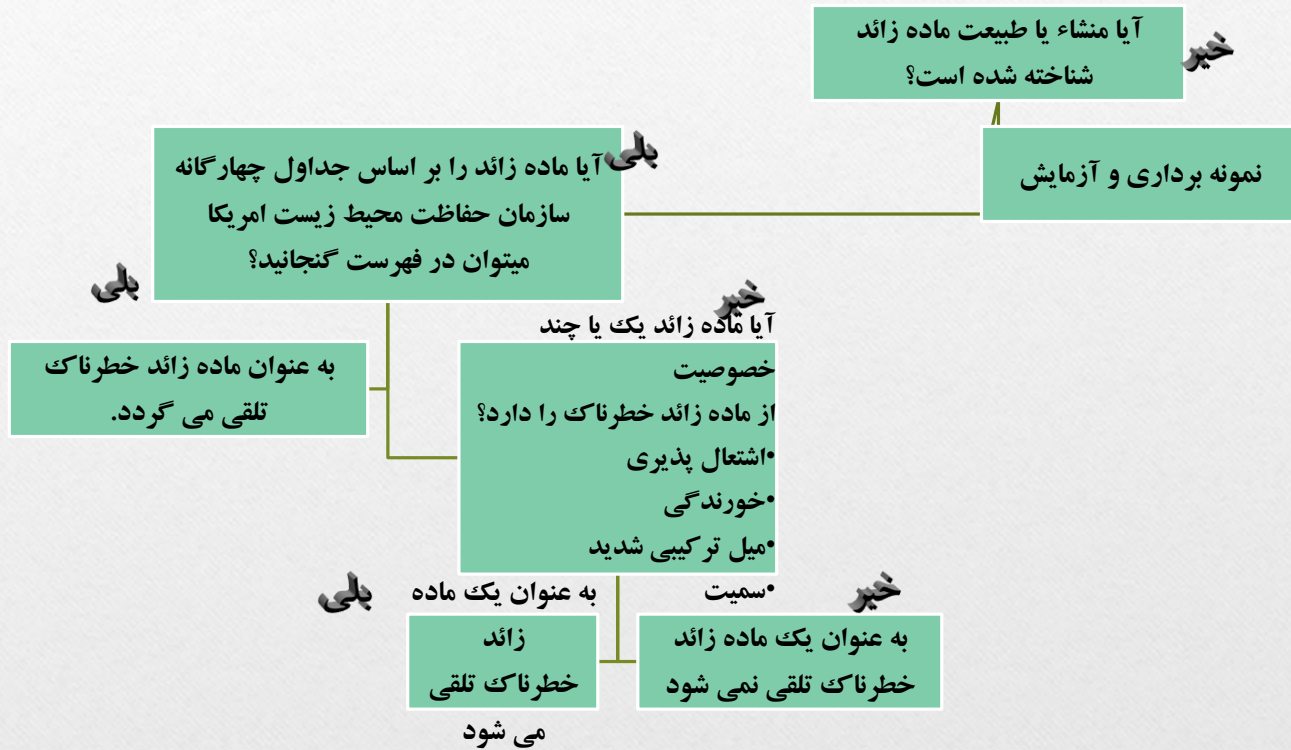 آیا منشاء یا طبیعت ماده زائد
شناخته شده است؟
خیر
نمونه برداری و آزمایش
بلی
آیا ماده زائد را بر اساس جداول چهارگانه
سازمان حفاظت محیط زیست امریکا
میتوان در فهرست گنجانید؟
بلی
به عنوان ماده زائد خطرناک
تلقی می گردد.
خیر
آیا ماده زائد یک یا چند
خصوصیت
از ماده زائد خطرناک را دارد؟
•اشتعال پذیری
•خورندگی
•میل ترکیبی شدید
•سمیت
خیر
به عنوان یک ماده زائد
خطرناک تلقی نمی شود
بلی
به عنوان یک ماده
زائد
خطرناک تلقی
می شود